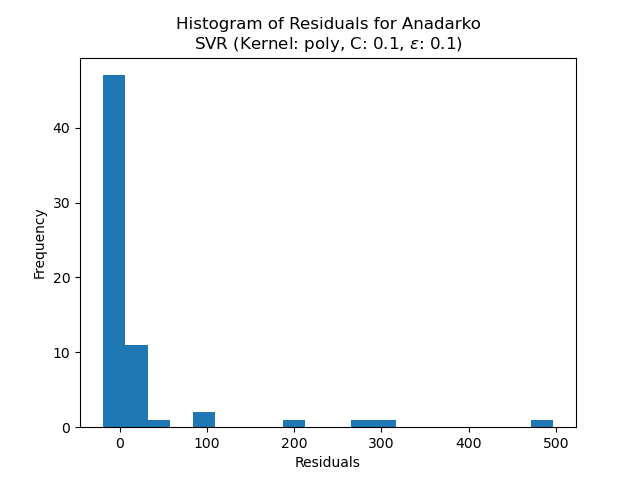 Histogram of Residuals for Anadarko
SVR (Kernel: poly, C: 0.1, ε: 0.1)
Frequency
40
30
20
10
0
0 100 200 300 400 500
Residuals